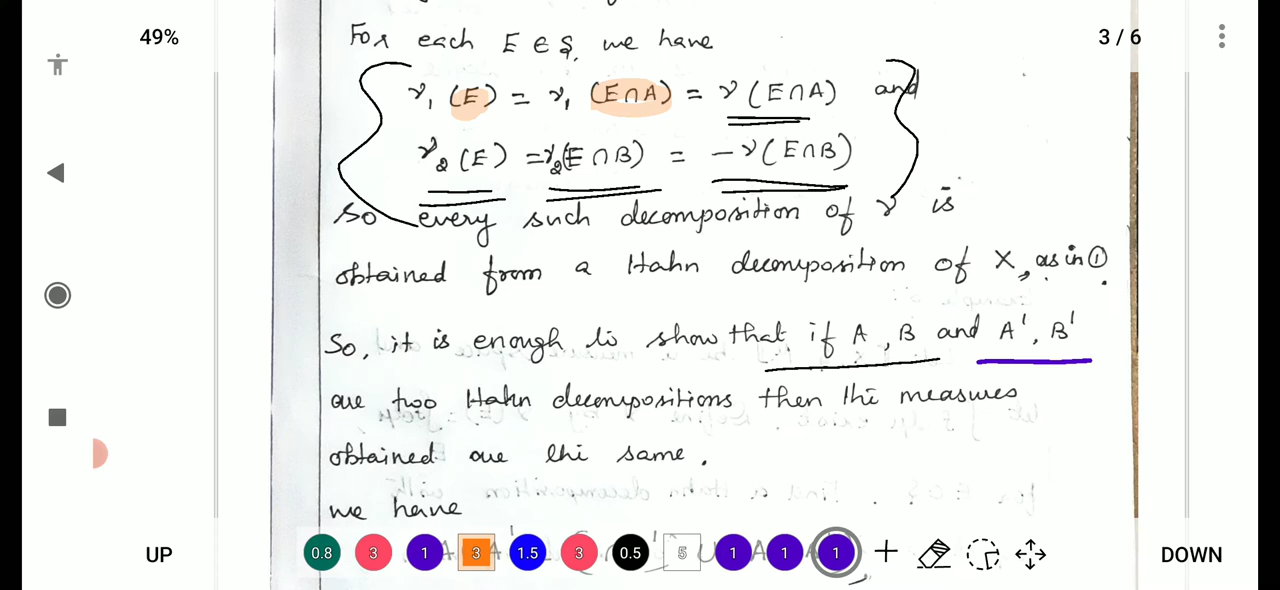 49%
3 / 6
For each E ∈ S, we have
ν₁ (E) = ν₁ (E∩A) = ν (E∩A) and
ν₂ (E) = ν₂(E∩B) = −ν(E∩B)
So every such decomposition of ν is
obtained from a Hahn decomposition of X, as in ①.
So, it is enough to show that if A, B and A', B'
are two Hahn decompositions then the measures
obtained are the same.
we have
UP
0.8 3 1 3 1.5 3 0.5 5 1 1 1
DOWN